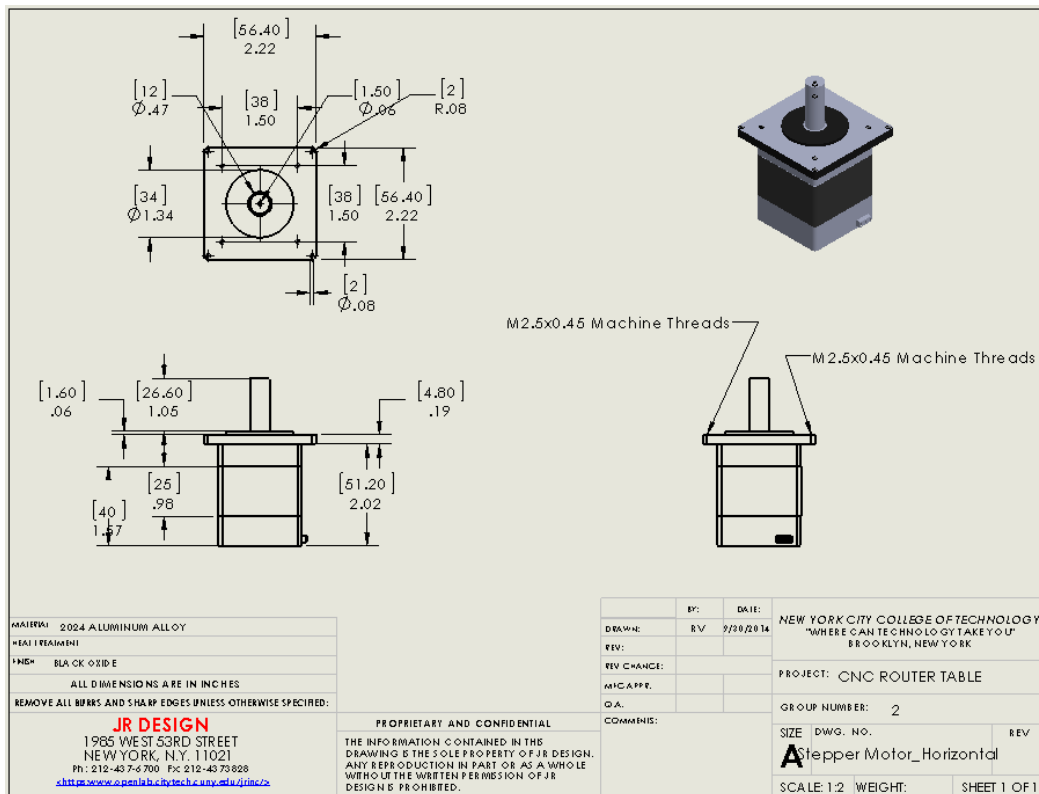 [56.40]
2.22
[12]
Ø.47
[38]
1.50
[1.50]
Ø.06
[2]
R.08
[34]
Ø1.34
[38]
1.50
[56.40]
2.22
[2]
Ø.08
M2.5x0.45 Machine Threads
M2.5x0.45 Machine Threads
[1.60]
.06
[26.60]
1.05
[4.80]
.19
[25]
.98
[40]
1.57
[51.20]
2.02
MATERIAL 2024 ALUMINUM ALLOY
HEAT TREATMENT
FINISH BLACK OXIDE
ALL DIMENSIONS ARE IN INCHES
REMOVE ALL BURRS AND SHARP EDGES UNLESS OTHERWISE SPECIFIED:
JR DESIGN
1985 WEST 53RD STREET
NEW YORK, N.Y. 11021
Ph: 212-437-6700 Fx: 212-4373828
<https:www.openlab.citytech.cuny.edu/jrinc/>
PROPRIETARY AND CONFIDENTIAL
THE INFORMATION CONTAINED IN THIS
DRAWING IS THE SOLE PROPERTY OF JR DESIGN.
ANY REPRODUCTION IN PART OR AS A WHOLE
WITHOUT THE WRITTEN PERMISSION OF JR
DESIGN IS PROHIBITED.
BY: DATE:
DRAWN: RV 9/30/2014
REV:
REV CHANGE:
MFG APPR.
Q.A.
COMMENTS:
NEW YORK CITY COLLEGE OF TECHNOLOGY
"WHERE CAN TECHNOLOGY TAKE YOU"
BROOKLYN, NEW YORK
PROJECT: CNC ROUTER TABLE
GROUP NUMBER: 2
SIZE DWG. NO. REV
A Stepper Motor_Horizontal
SCALE: 1:2 WEIGHT: SHEET 1 OF 1